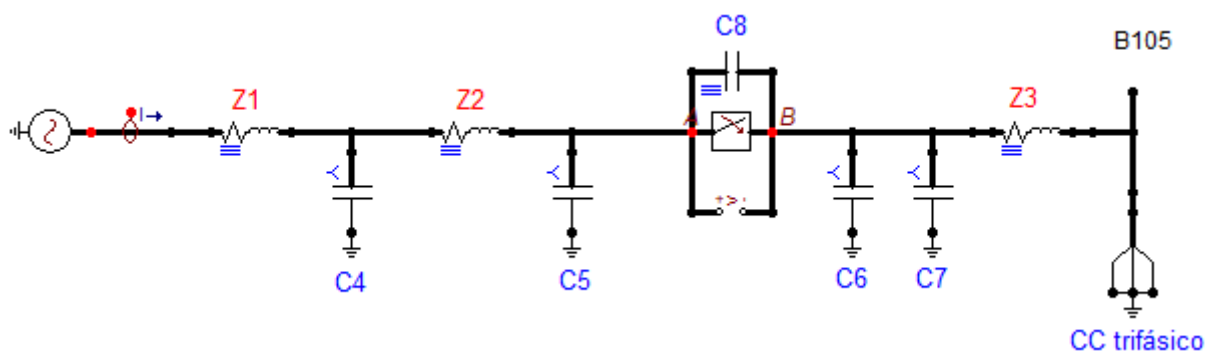 C8
B105
I→
Z1
Z2
A
B
Z3
+>-
C4
C5
C6
C7
CC trifásico